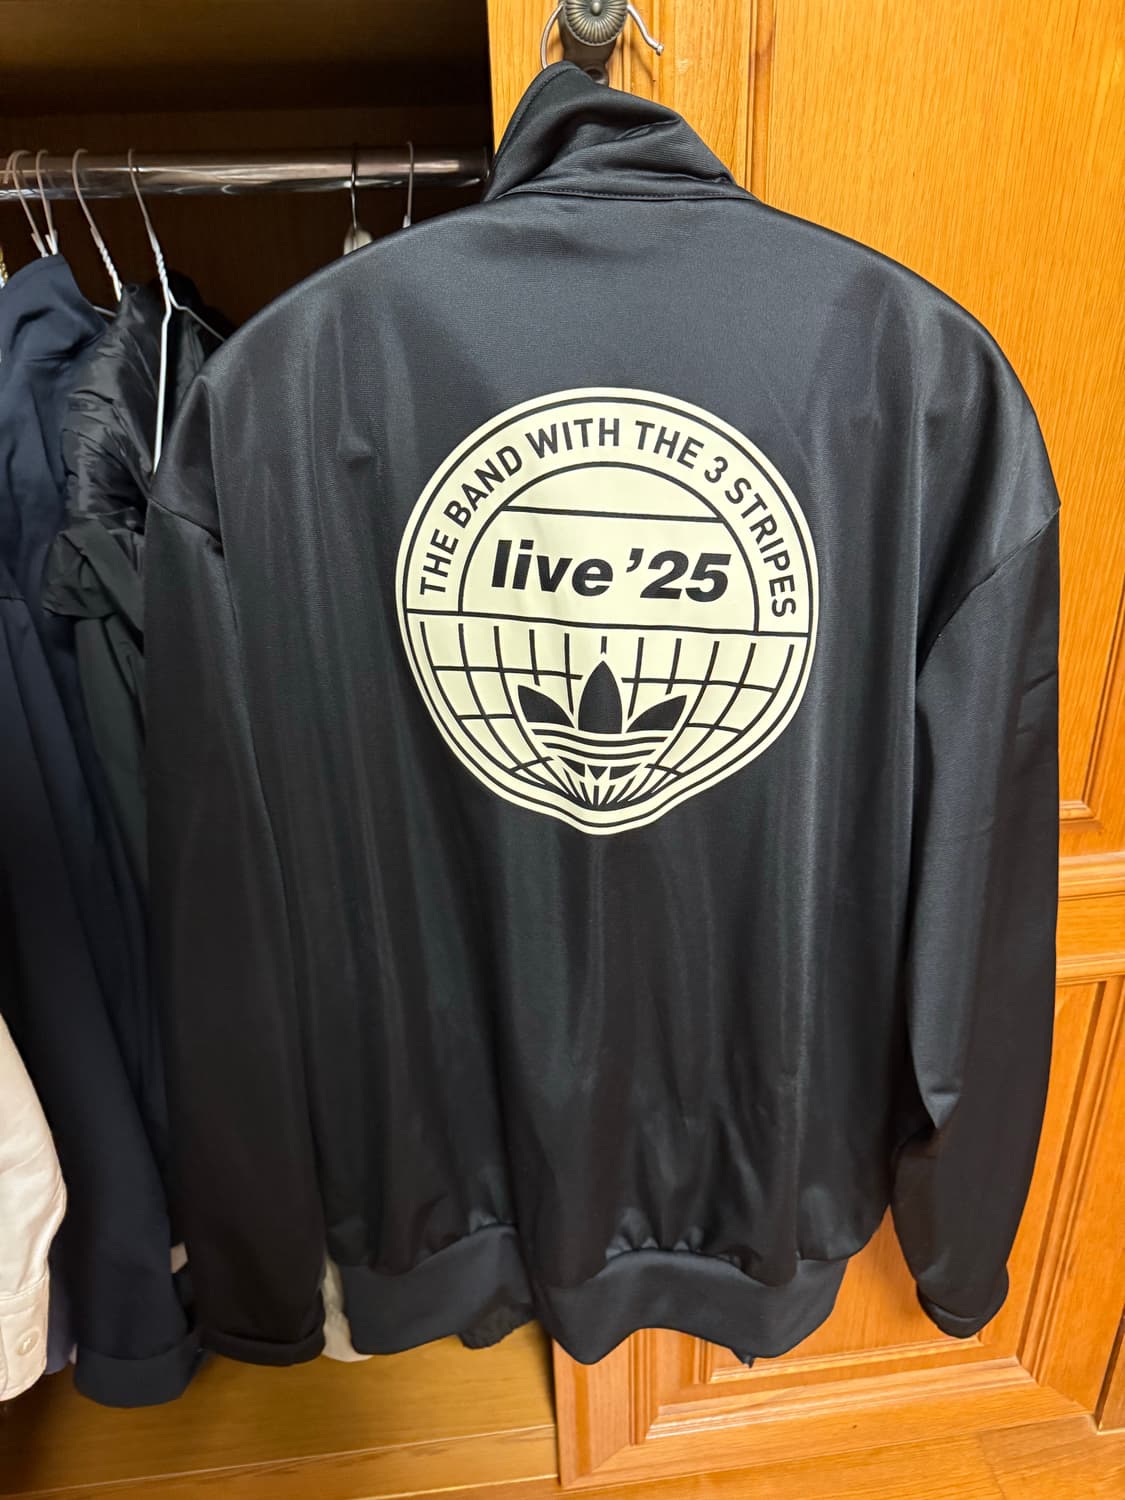 THE BAND WITH THE 3 STRIPES
live '25